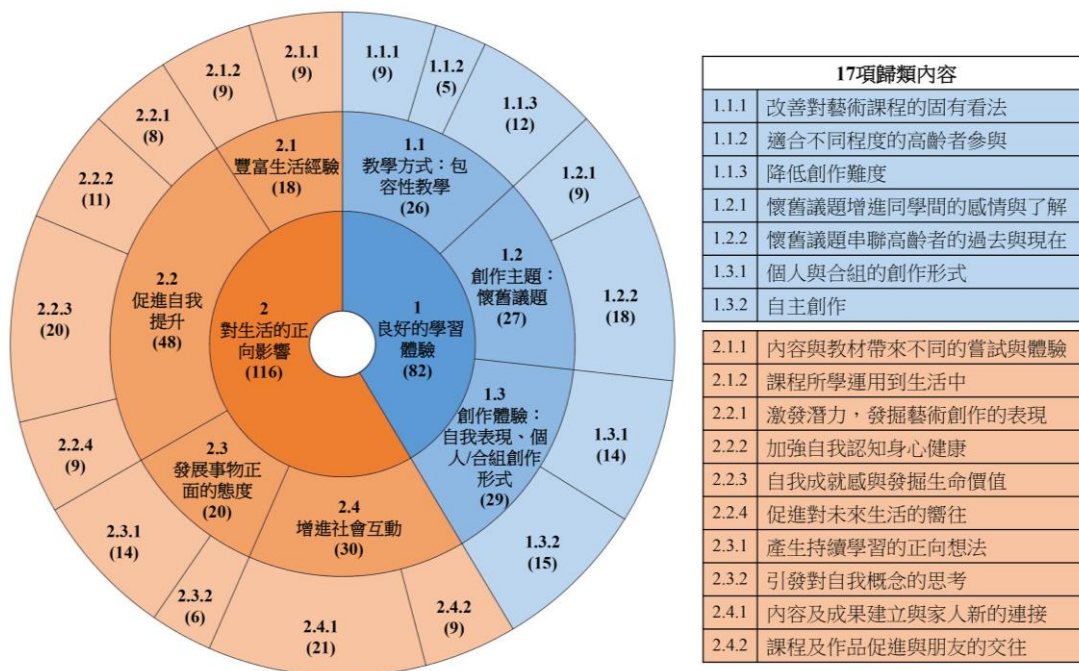 1
良好的學習
體驗
(82)
2
對生活的正
向影響
(116)
1.1
教學方式：包
容性教學
(26)
1.2
創作主題：
懷舊議題
(27)
1.3
創作體驗：
自我表現、個
人/合組創作
形式
(29)
2.1
豐富生活經驗
(18)
2.2
促進自我
提升
(48)
2.3
發展事物正
面的態度
(20)
2.4
增進社會互動
(30)
1.1.1
(9)
1.1.2
(5)
1.1.3
(12)
1.2.1
(9)
1.2.2
(18)
1.3.1
(14)
1.3.2
(15)
2.1.1
(9)
2.1.2
(9)
2.2.1
(8)
2.2.2
(11)
2.2.3
(20)
2.2.4
(9)
2.3.1
(14)
2.3.2
(6)
2.4.1
(21)
2.4.2
(9)
17項歸類內容
1.1.1 改善對藝術課程的固有看法
1.1.2 適合不同程度的高齡者參與
1.1.3 降低創作難度
1.2.1 懷舊議題增進同學間的感情與了解
1.2.2 懷舊議題串聯高齡者的過去與現在
1.3.1 個人與合組的創作形式
1.3.2 自主創作
2.1.1 內容與教材帶來不同的嘗試與體驗
2.1.2 課程所學運用到生活中
2.2.1 激發潛力，發掘藝術創作的表現
2.2.2 加強自我認知身心健康
2.2.3 自我成就感與發掘生命價值
2.2.4 促進對未來生活的嚮往
2.3.1 產生持續學習的正向想法
2.3.2 引發對自我概念的思考
2.4.1 內容及成果建立與家人新的連接
2.4.2 課程及作品促進與朋友的交往